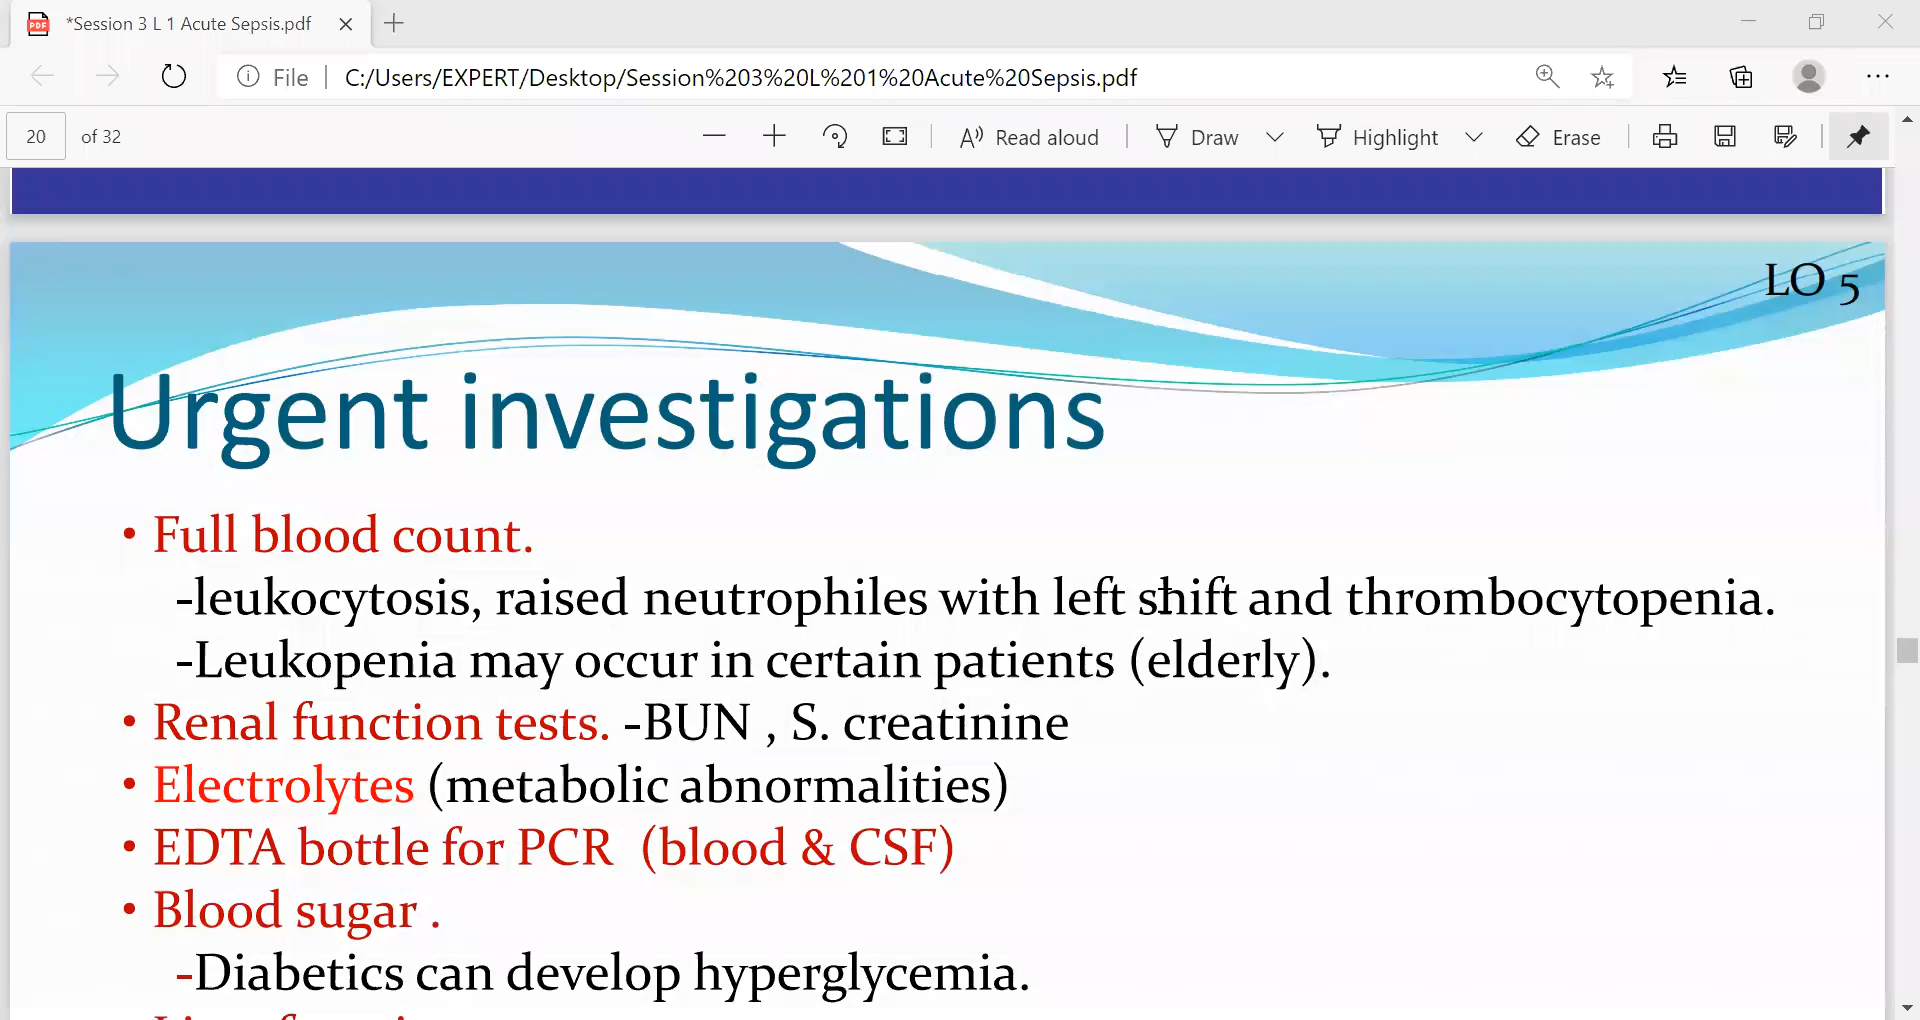 *Session 3 L 1 Acute Sepsis.pdf
File | C:/Users/EXPERT/Desktop/Session%203%20L%201%20Acute%20Sepsis.pdf
20 of 32 Read aloud Draw Highlight Erase
LO 5
Urgent investigations
• Full blood count.
-leukocytosis, raised neutrophiles with left shift and thrombocytopenia.
-Leukopenia may occur in certain patients (elderly).
• Renal function tests. -BUN , S. creatinine
• Electrolytes (metabolic abnormalities)
• EDTA bottle for PCR (blood & CSF)
• Blood sugar .
-Diabetics can develop hyperglycemia.